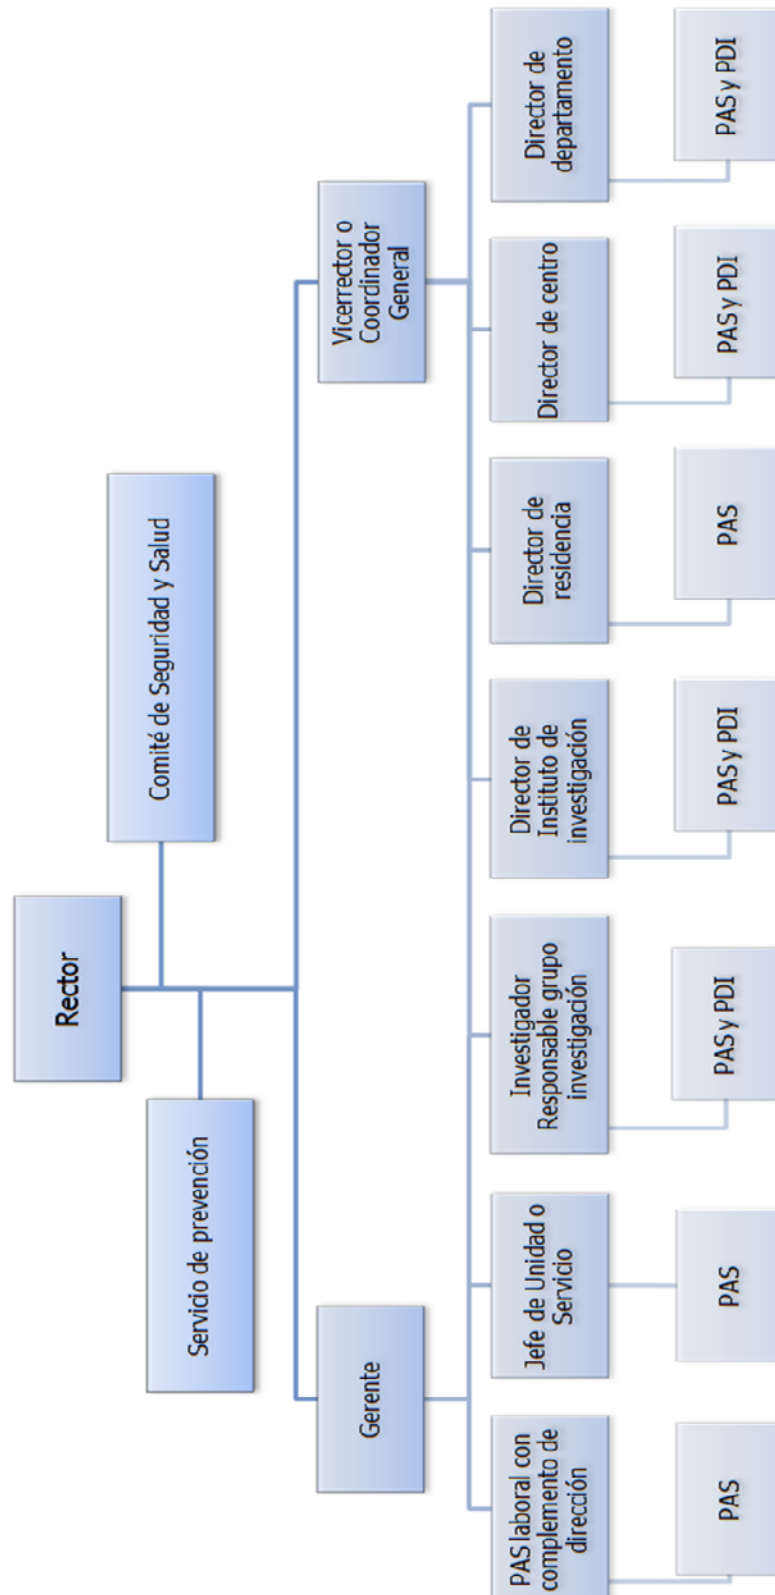 Rector
Comité de Seguridad y Salud
Servicio de prevención
Gerente
Vicerrector o
Coordinador
General
PAS laboral con
complemento de
dirección
Jefe de Unidad o
Servicio
Investigador
Responsable grupo
investigación
Director de
Instituto de
investigación
Director de
residencia
Director de centro
Director de
departamento
PAS
PAS
PAS y PDI
PAS y PDI
PAS
PAS y PDI
PAS y PDI